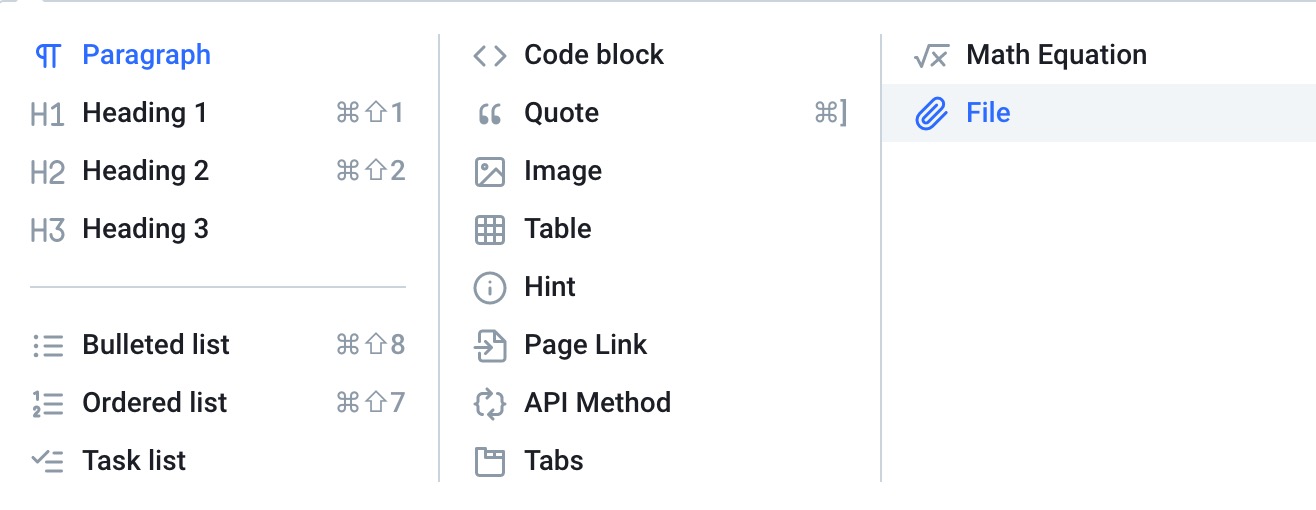 Paragraph
H1 Heading 1 ⌘⇧1
H2 Heading 2 ⌘⇧2
H3 Heading 3
Bulleted list ⌘⇧8
Ordered list ⌘⇧7
Task list
Code block
Quote ⌘]
Image
Table
Hint
Page Link
API Method
Tabs
Math Equation
File